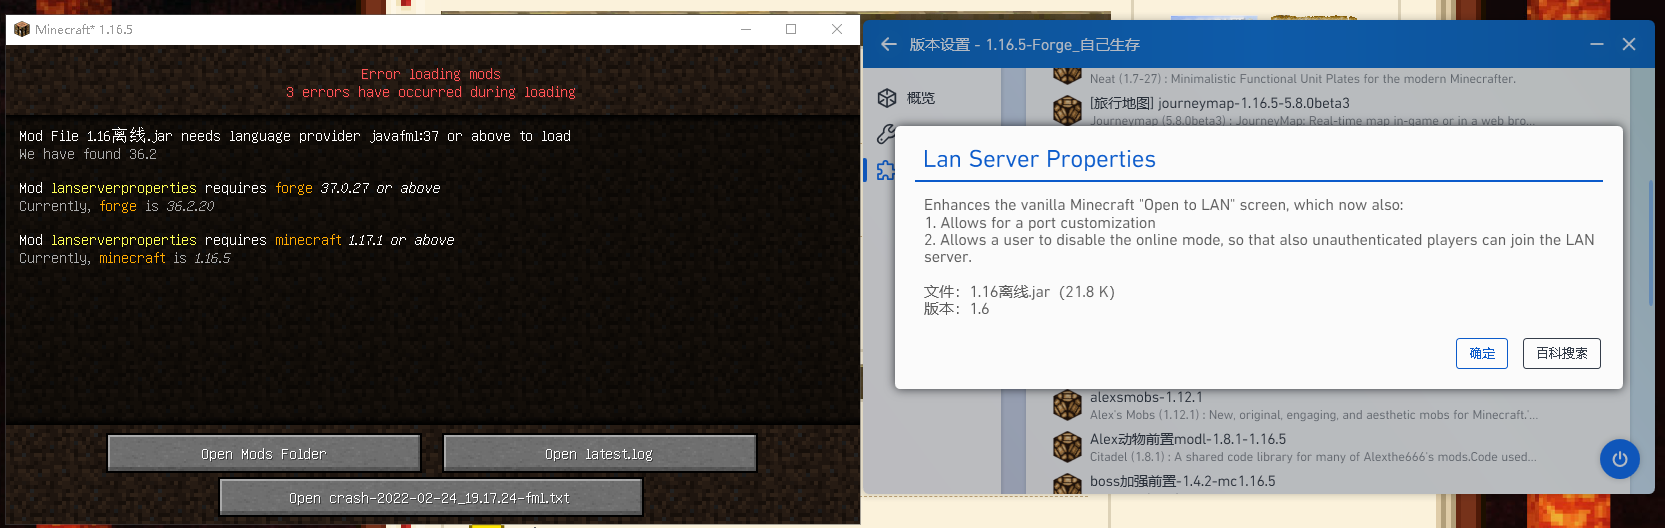 Minecraft* 1.16.5
Error loading mods
3 errors have occurred during loading
Mod File 1.16离线.jar needs language provider javafml:37 or above to load
We have found 36.2
Mod lanserverproperties requires forge 37.0.27 or above
Currently, forge is 36.2.20
Mod lanserverproperties requires minecraft 1.17.1 or above
Currently, minecraft is 1.16.5
Open Mods Folder
Open latest.log
Open crash-2022-02-24_19.17.24-fml.txt
版本设置 - 1.16.5-Forge_自己生存
概览
Neat (1.7-27) : Minimalistic Functional Unit Plates for the modern Minecrafter.
[旅行地图] journeymap-1.16.5-5.8.0beta3
Journeymap (5.8.0beta3) : JourneyMap: Real-time map in-game or in a web bro...
Lan Server Properties
Enhances the vanilla Minecraft "Open to LAN" screen, which now also:
1. Allows for a port customization
2. Allows a user to disable the online mode, so that also unauthenticated players can join the LAN
server.
文件：1.16离线.jar (21.8 K)
版本：1.6
确定
百科搜索
alexsmobs-1.12.1
Alex's Mobs (1.12.1) : New, original, engaging, and aesthetic mobs for Minecraft.'...
Alex动物前置modl-1.8.1-1.16.5
Citadel (1.8.1) : A shared code library for many of Alexthe666's mods.Code used...
boss加强前置-1.4.2-mc1.16.5